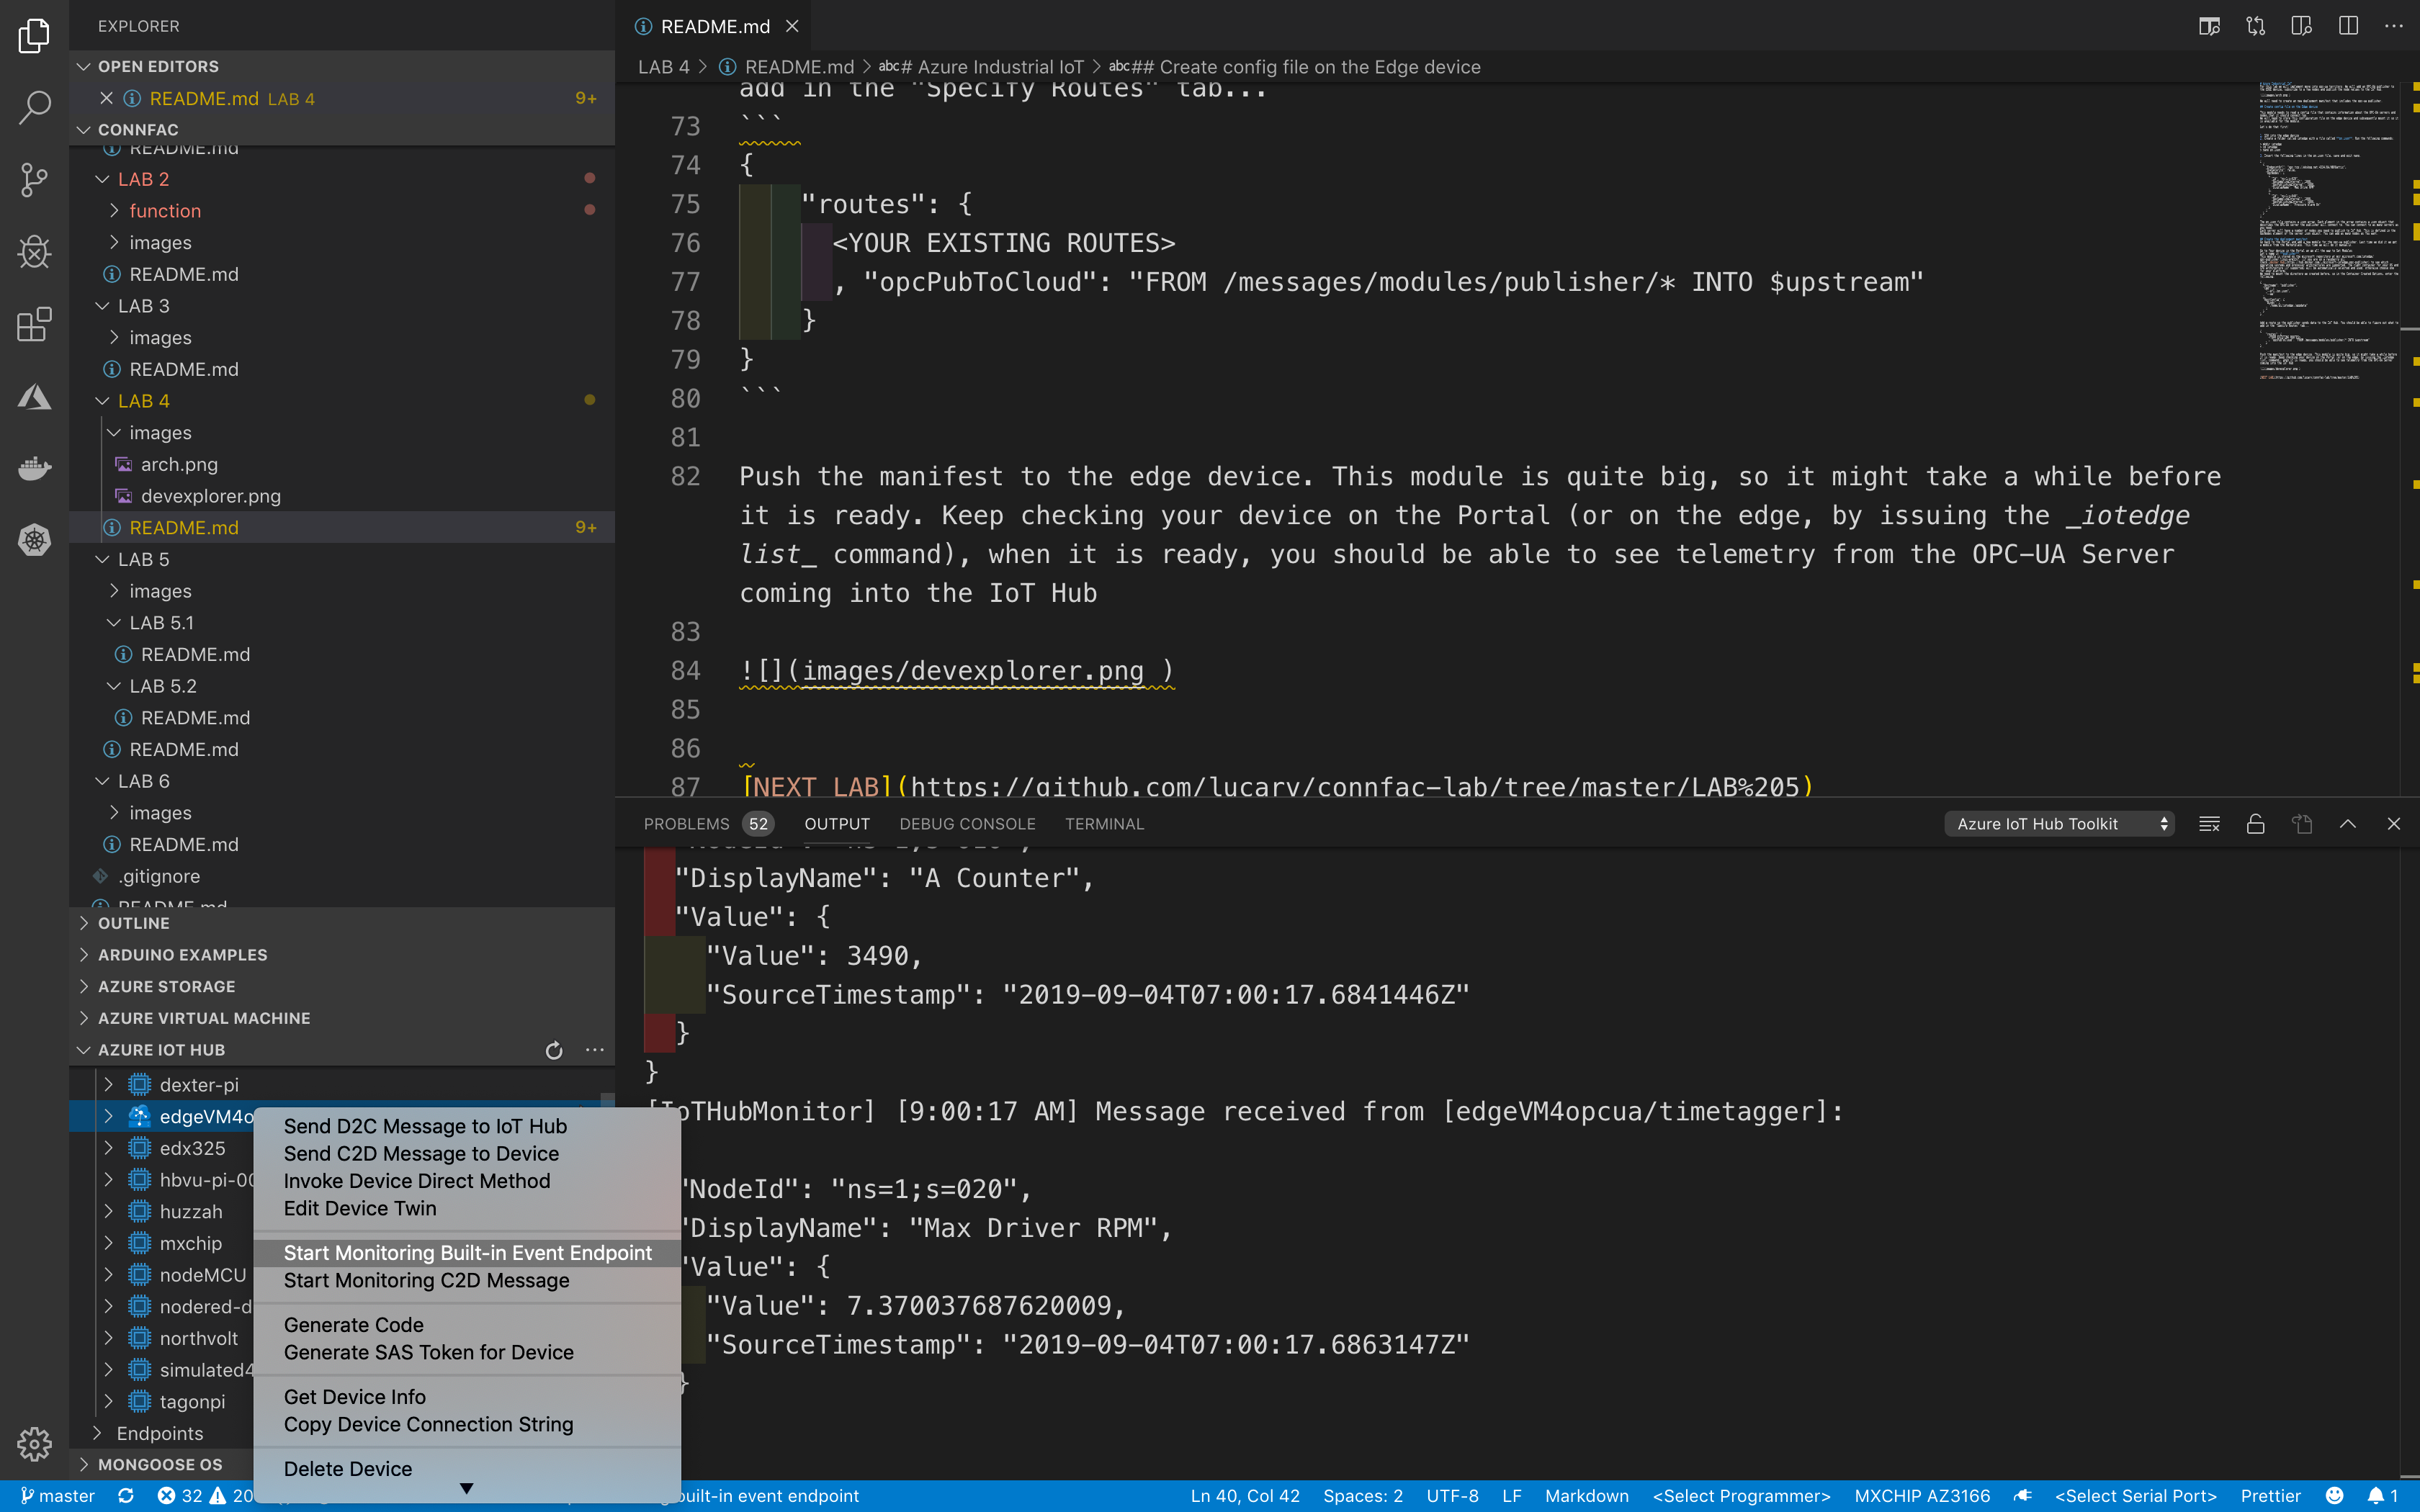 EXPLORER
OPEN EDITORS
README.md LAB 4 9+
CONNFAC
README.md
LAB 2
function
images
README.md
LAB 3
images
README.md
LAB 4
images
arch.png
devexplorer.png
README.md 9+
LAB 5
images
LAB 5.1
README.md
LAB 5.2
README.md
README.md
LAB 6
images
README.md
.gitignore
README.md
OUTLINE
ARDUINO EXAMPLES
AZURE STORAGE
AZURE VIRTUAL MACHINE
AZURE IOT HUB
dexter-pi
edgeVM4o
edx325
hbvu-pi-00
huzzah
mxchip
nodeMCU
nodered-d
northvolt
simulated4
tagonpi
Endpoints
MONGOOSE OS
Send D2C Message to IoT Hub
Send C2D Message to Device
Invoke Device Direct Method
Edit Device Twin
Start Monitoring Built-in Event Endpoint
Start Monitoring C2D Message
Generate Code
Generate SAS Token for Device
Get Device Info
Copy Device Connection String
Delete Device
README.md
LAB 4 > README.md > abc # Azure Industrial IoT > abc ## Create config file on the Edge device
add in the "Specify Routes" tab...
73 ```
74 {
75 "routes": {
76 <YOUR EXISTING ROUTES>
77 , "opcPubToCloud": "FROM /messages/modules/publisher/* INTO $upstream"
78 }
79 }
80 ```
81
82 Push the manifest to the edge device. This module is quite big, so it might take a while before
it is ready. Keep checking your device on the Portal (or on the edge, by issuing the _iotedge
list_ command), when it is ready, you should be able to see telemetry from the OPC-UA Server
coming into the IoT Hub
83
84 ![](images/devexplorer.png )
85
86
87 [NEXT LAB](https://github.com/lucarv/connfac-lab/tree/master/LAB%205)
PROBLEMS 52 OUTPUT DEBUG CONSOLE TERMINAL Azure IoT Hub Toolkit
"DisplayName": "A Counter",
"Value": {
"Value": 3490,
"SourceTimestamp": "2019-09-04T07:00:17.6841446Z"
}
}
[IoTHubMonitor] [9:00:17 AM] Message received from [edgeVM4opcua/timetagger]:
"NodeId": "ns=1;s=020",
"DisplayName": "Max Driver RPM",
"Value": {
"Value": 7.370037687620009,
"SourceTimestamp": "2019-09-04T07:00:17.6863147Z"
}
master 32 20 built-in event endpoint Ln 40, Col 42 Spaces: 2 UTF-8 LF Markdown <Select Programmer> MXCHIP AZ3166 <Select Serial Port> Prettier 1